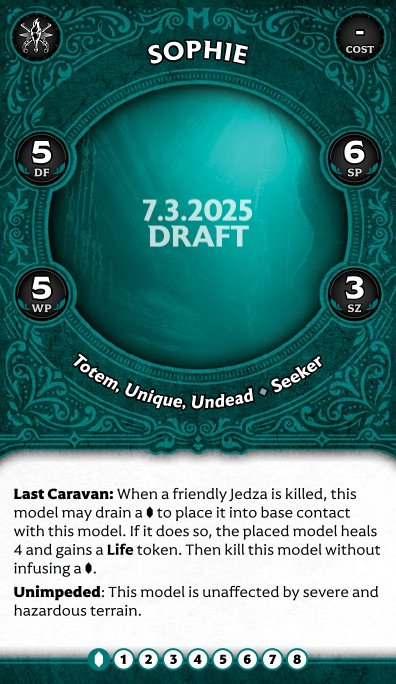 M
SOPHIE
-
COST
5
DF
6
SP
7.3.2025
DRAFT
5
WP
3
SZ
Totem, Unique, Undead ◆ Seeker
Last Caravan: When a friendly Jedza is killed, this
model may drain a ⬮ to place it into base contact
with this model. If it does so, the placed model heals
4 and gains a Life token. Then kill this model without
infusing a ⬮.
Unimpeded: This model is unaffected by severe and
hazardous terrain.
1 2 3 4 5 6 7 8